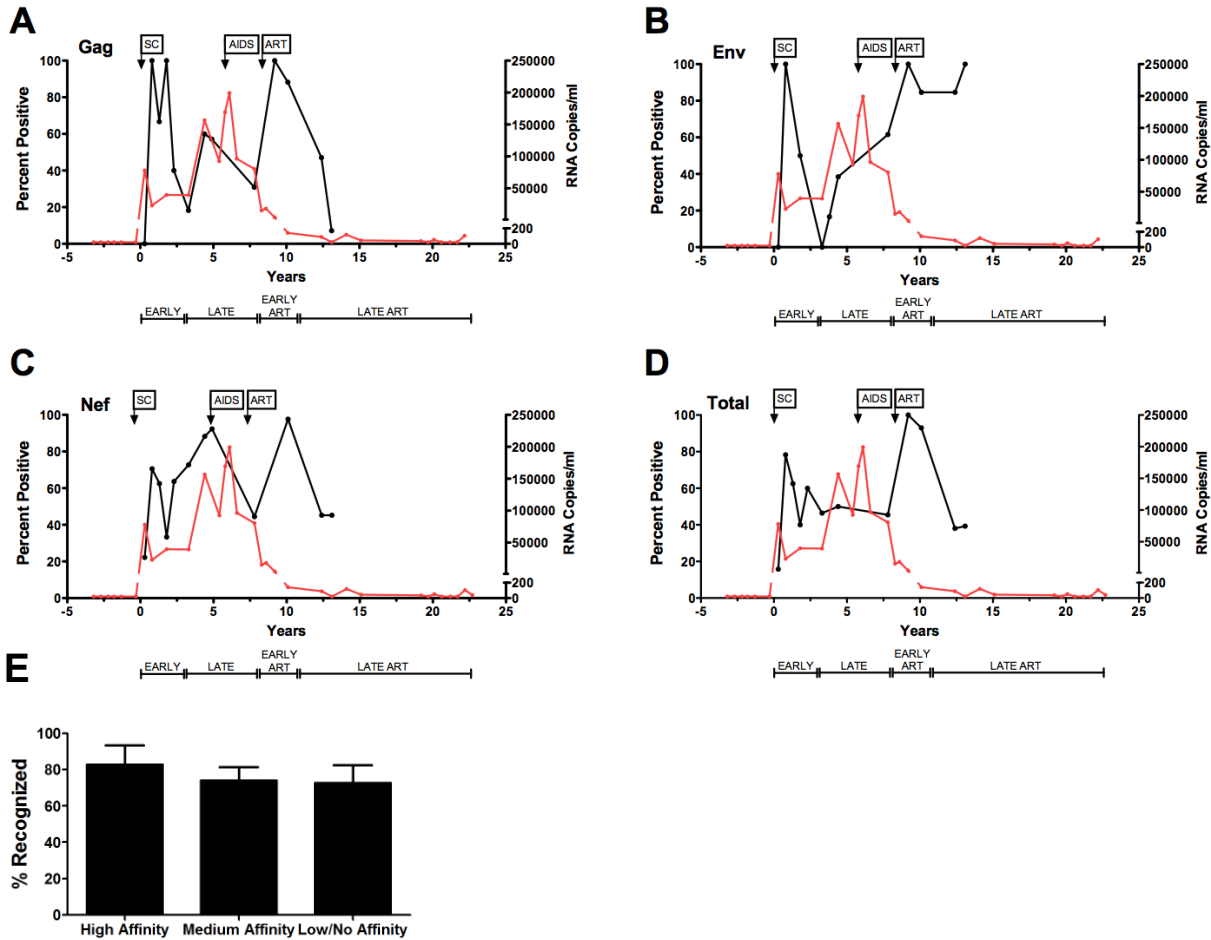 A
Gag
SC
AIDS
ART
100
80
60
40
20
0
Percent Positive
250000
200000
150000
100000
50000
200
0
RNA Copies/ml
-5 0 5 10 15 20 25
Years
EARLY LATE EARLY ART LATE ART
B
Env
SC
AIDS
ART
100
80
60
40
20
0
Percent Positive
250000
200000
150000
100000
50000
200
0
RNA Copies/ml
-5 0 5 10 15 20 25
Years
EARLY LATE EARLY ART LATE ART
C
Nef
SC
AIDS
ART
100
80
60
40
20
0
Percent Positive
250000
200000
150000
100000
50000
200
0
RNA Copies/ml
-5 0 5 10 15 20 25
Years
EARLY LATE EARLY ART LATE ART
D
Total
SC
AIDS
ART
100
80
60
40
20
0
Percent Positive
250000
200000
150000
100000
50000
200
0
RNA Copies/ml
-5 0 5 10 15 20 25
Years
EARLY LATE EARLY ART LATE ART
E
100
80
60
40
20
0
% Recognized
High Affinity Medium Affinity Low/No Affinity